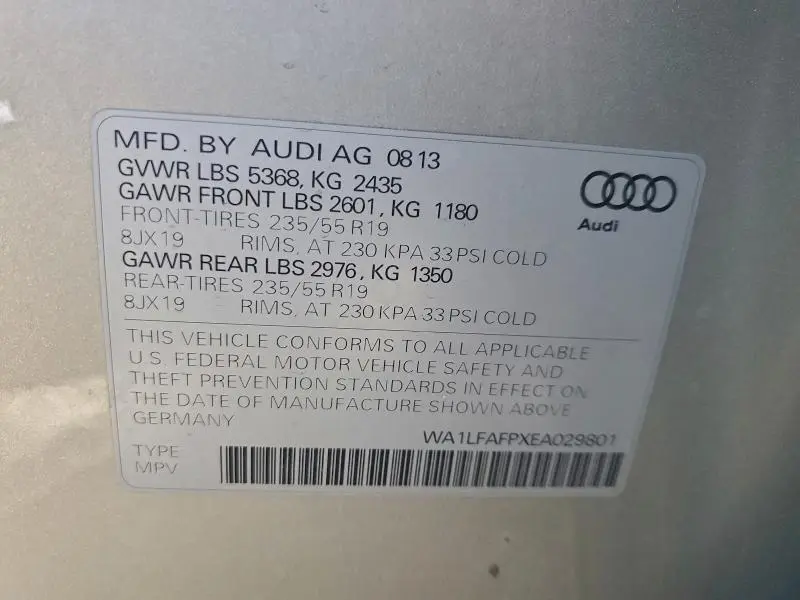 MFD. BY AUDI AG 0813
GVWR LBS 5368, KG 2435
GAWR FRONT LBS 2601, KG 1180
FRONT-TIRES 235/55 R19
8JX19 RIMS, AT 230 KPA 33 PSI COLD
GAWR REAR LBS 2976, KG 1350
REAR-TIRES 235/55 R19
8JX19 RIMS, AT 230 KPA 33 PSI COLD
Audi
THIS VEHICLE CONFORMS TO ALL APPLICABLE
U.S. FEDERAL MOTOR VEHICLE SAFETY AND
THEFT PREVENTION STANDARDS IN EFFECT ON
THE DATE OF MANUFACTURE SHOWN ABOVE
GERMANY
WA1LFAFPXEA029801
TYPE
MPV